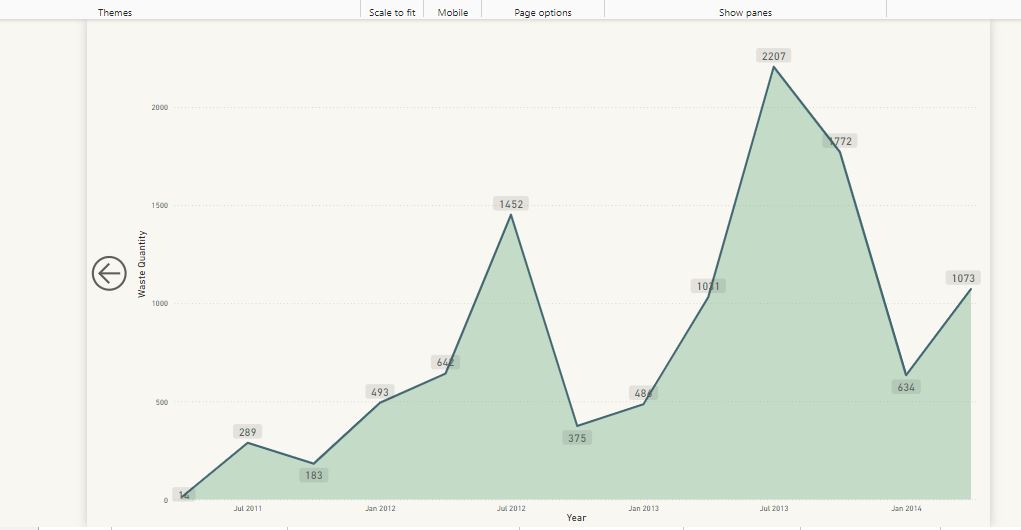 Themes
Scale to fit
Mobile
Page options
Show panes
2207
2000
1772
1500
1452
Waste Quantity
1073
1031
1000
642
634
493
486
500
375
289
183
14
0
Jul 2011
Jan 2012
Jul 2012
Jan 2013
Jul 2013
Jan 2014
Year